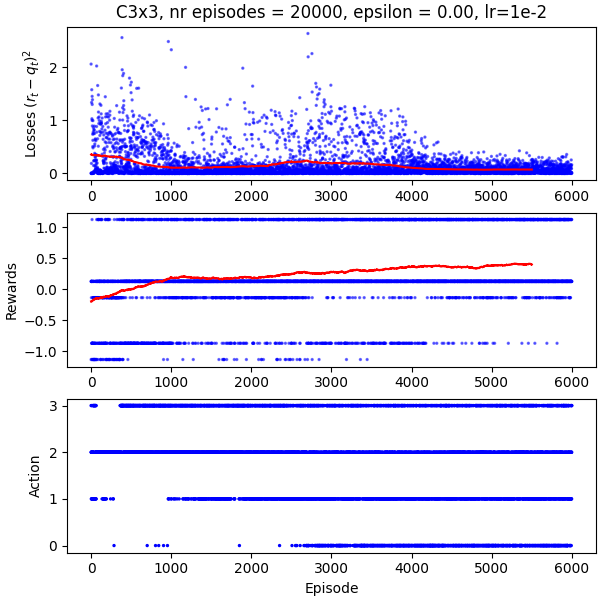 C3x3, nr episodes = 20000, epsilon = 0.00, lr=1e-2
Losses (r_t − q_t)²
2
1
0
0 1000 2000 3000 4000 5000 6000
Rewards
1.0
0.5
0.0
−0.5
−1.0
0 1000 2000 3000 4000 5000 6000
Action
3
2
1
0
0 1000 2000 3000 4000 5000 6000
Episode